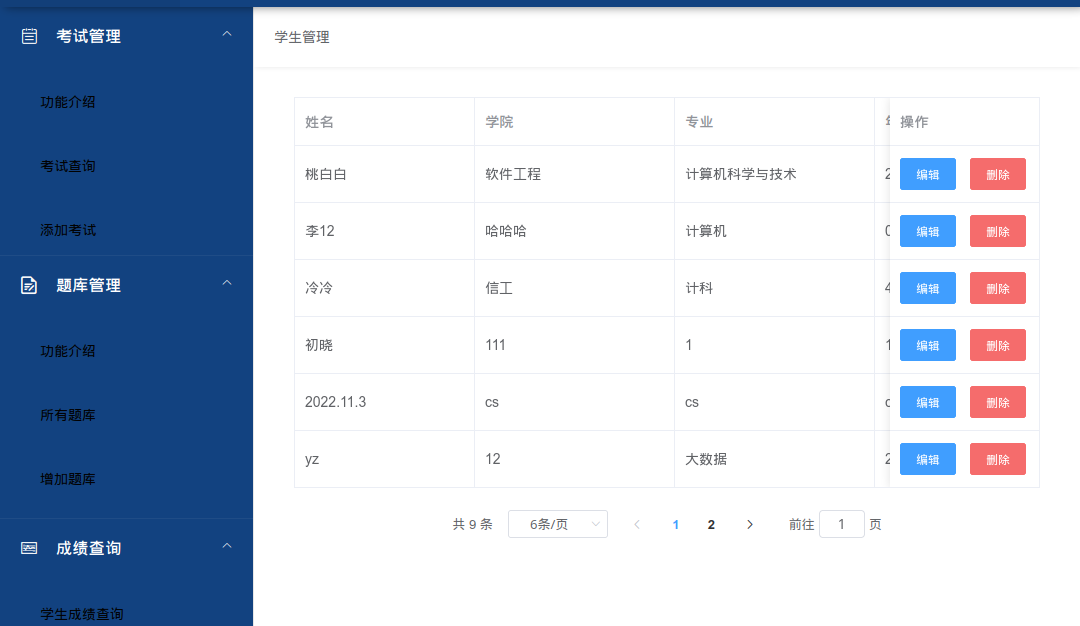 考试管理
功能介绍
考试查询
添加考试
题库管理
功能介绍
所有题库
增加题库
成绩查询
学生成绩查询
学生管理
姓名 学院 专业 操作
桃白白 软件工程 计算机科学与技术 2 编辑 删除
李12 哈哈哈 计算机 编辑 删除
冷冷 信工 计科 4 编辑 删除
初晓 111 1 1 编辑 删除
2022.11.3 cs cs 编辑 删除
yz 12 大数据 2 编辑 删除
共 9 条 6条/页 1 2 前往 1 页